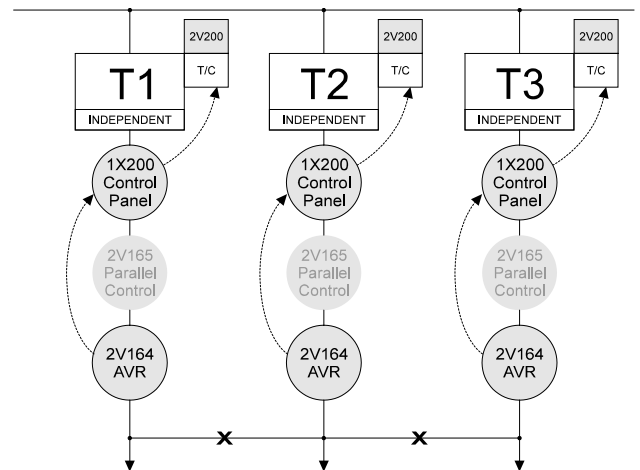 2V200
2V200
2V200
T1
T/C
T2
T/C
T3
T/C
INDEPENDENT
INDEPENDENT
INDEPENDENT
1X200
Control
Panel
1X200
Control
Panel
1X200
Control
Panel
2V165
Parallel
Control
2V165
Parallel
Control
2V165
Parallel
Control
2V164
AVR
2V164
AVR
2V164
AVR
X
X